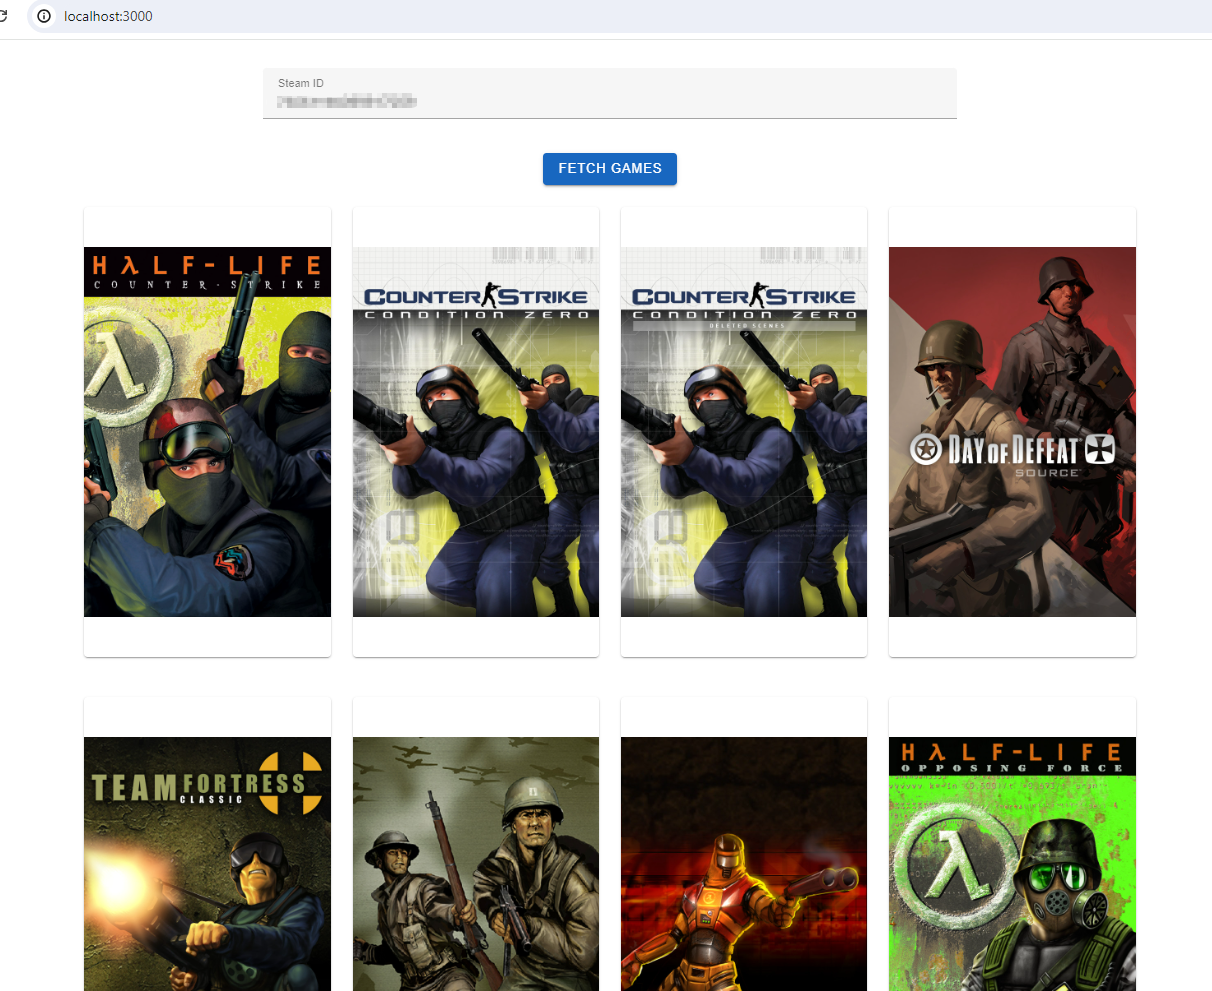 localhost:3000
Steam ID
FETCH GAMES
HλLF-LIFE
COUNTER-STRIKE
COUNTER STRIKE
CONDITION ZERO
COUNTER STRIKE
CONDITION ZERO
DELETED SCENES
DAY OF DEFEAT
SOURCE
TEAM FORTRESS
CLASSIC
HλLF-LIFE
OPPOSING FORCE